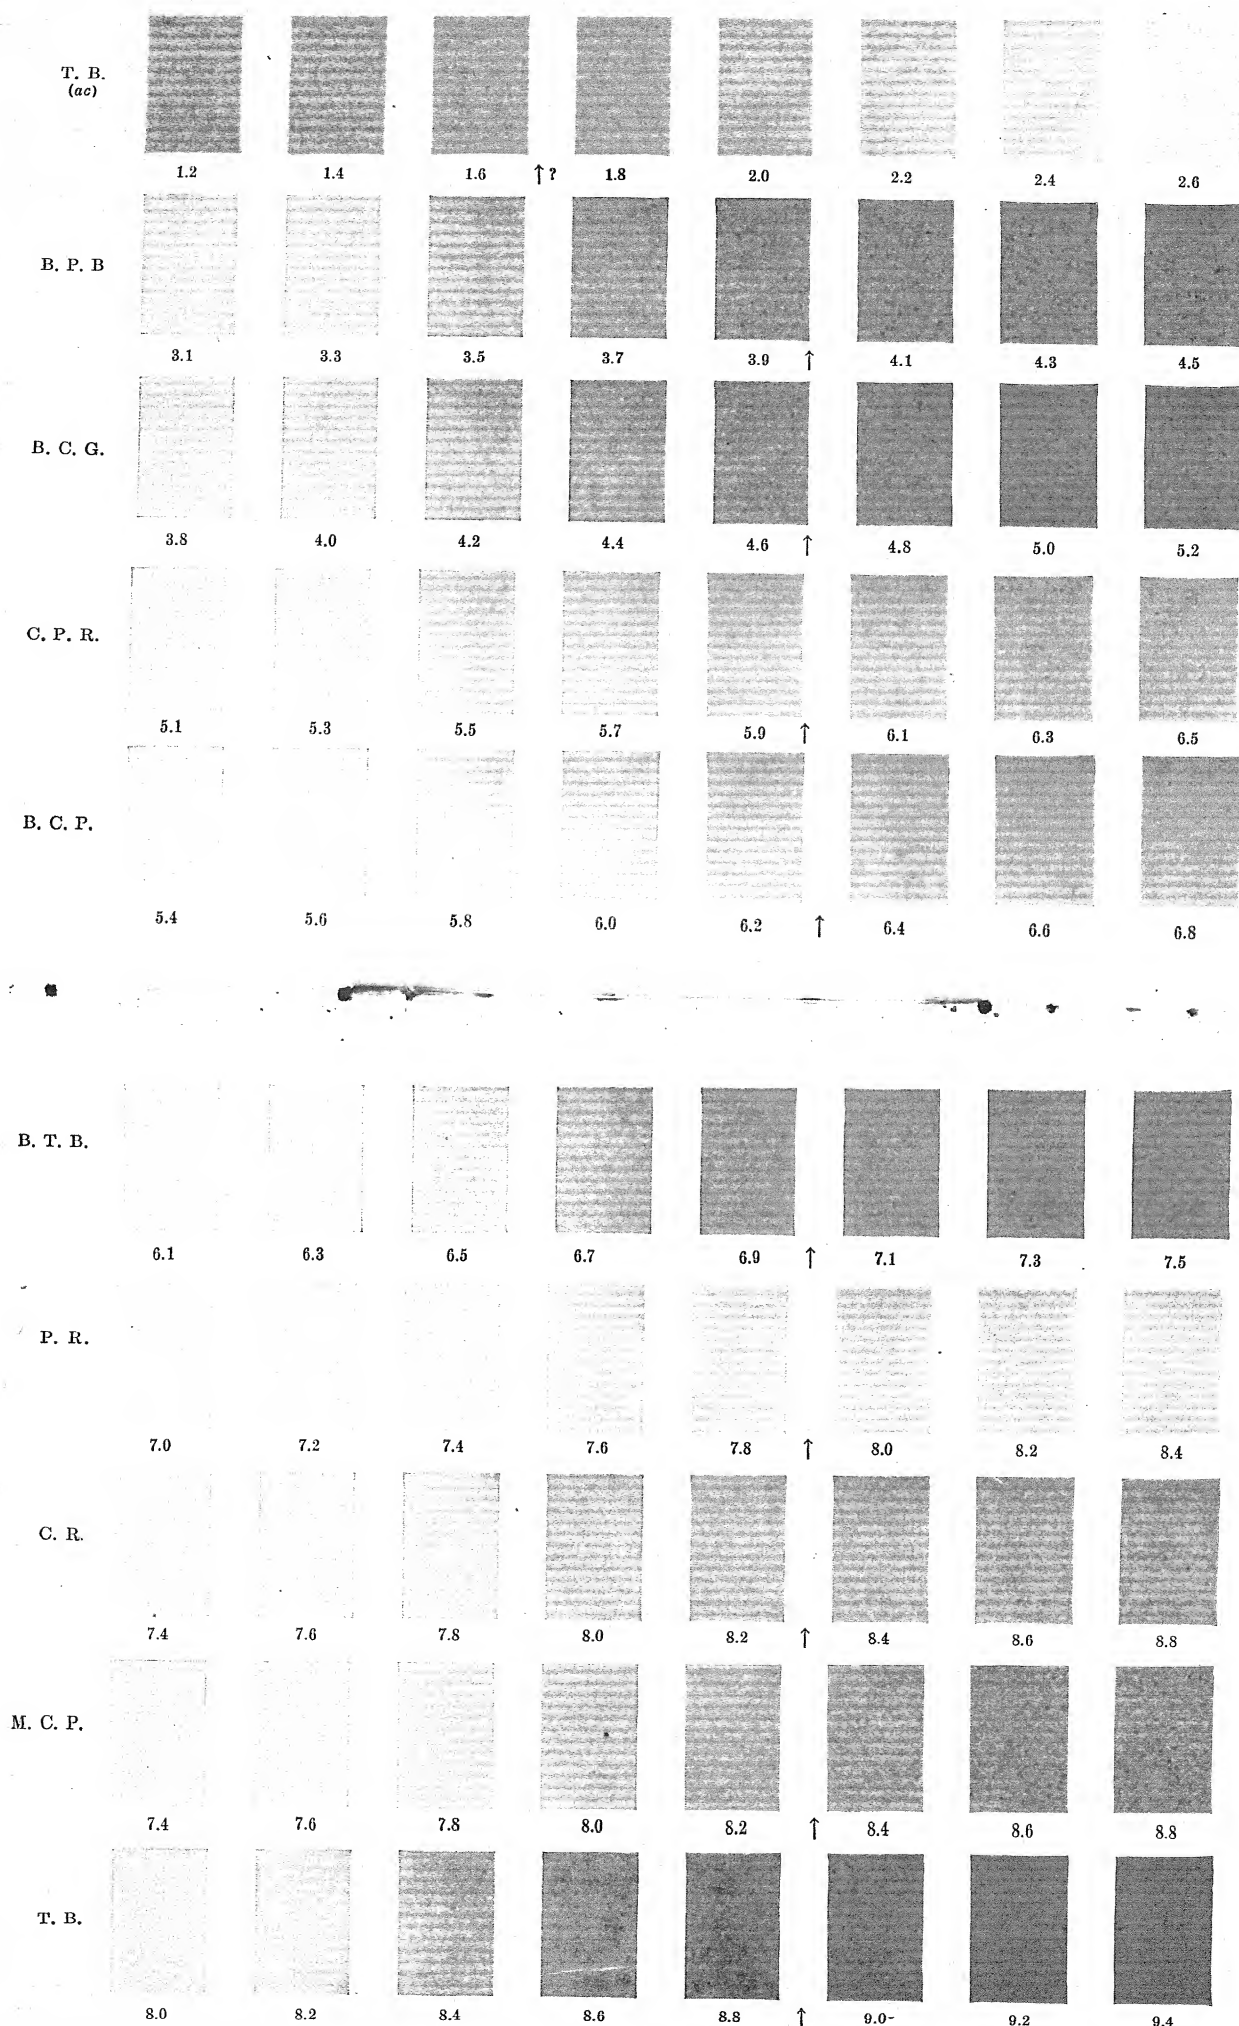 T. B.
(ac)
1.2 1.4 1.6 ↑? 1.8 2.0 2.2 2.4 2.6
B. P. B
3.1 3.3 3.5 3.7 3.9 ↑ 4.1 4.3 4.5
B. C. G.
3.8 4.0 4.2 4.4 4.6 ↑ 4.8 5.0 5.2
C. P. R.
5.1 5.3 5.5 5.7 5.9 ↑ 6.1 6.3 6.5
B. C. P.
5.4 5.6 5.8 6.0 6.2 ↑ 6.4 6.6 6.8
B. T. B.
6.1 6.3 6.5 6.7 6.9 ↑ 7.1 7.3 7.5
P. R.
7.0 7.2 7.4 7.6 7.8 ↑ 8.0 8.2 8.4
C. R.
7.4 7.6 7.8 8.0 8.2 ↑ 8.4 8.6 8.8
M. C. P.
7.4 7.6 7.8 8.0 8.2 ↑ 8.4 8.6 8.8
T. B.
8.0 8.2 8.4 8.6 8.8 ↑ 9.0- 9.2 9.4